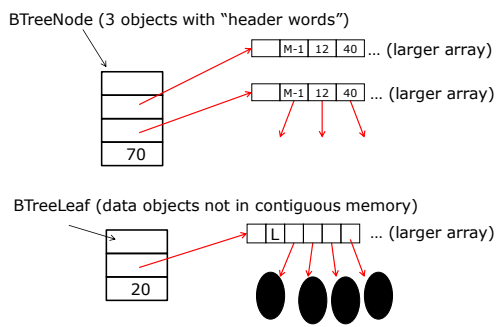 BTreeNode (3 objects with “header words”)
M-1 12 40 … (larger array)
M-1 12 40 … (larger array)
70
BTreeLeaf (data objects not in contiguous memory)
L … (larger array)
20